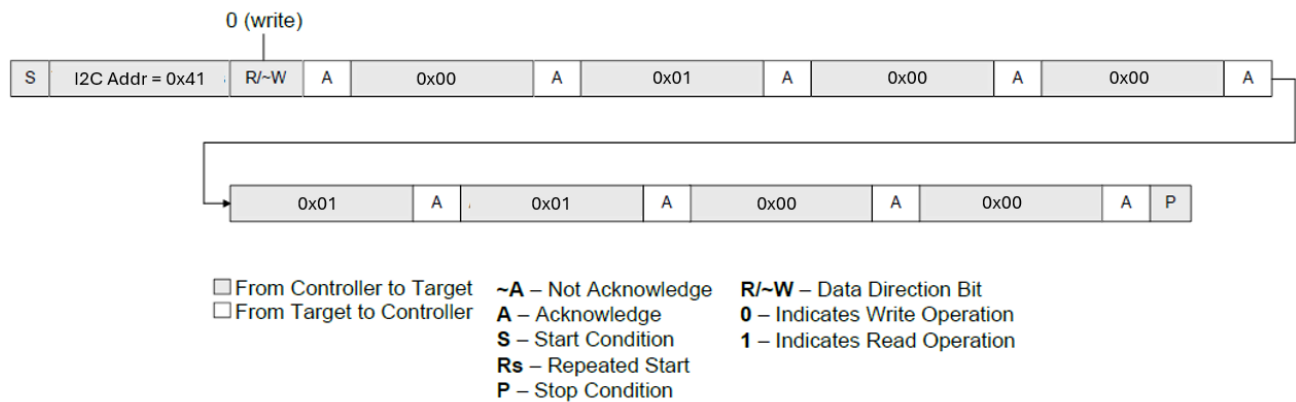 0 (write)
S I2C Addr = 0x41 R/~W A 0x00 A 0x01 A 0x00 A 0x00 A
0x01 A 0x01 A 0x00 A 0x00 A P
From Controller to Target ~A – Not Acknowledge R/~W – Data Direction Bit
From Target to Controller A – Acknowledge 0 – Indicates Write Operation
S – Start Condition 1 – Indicates Read Operation
Rs – Repeated Start
P – Stop Condition